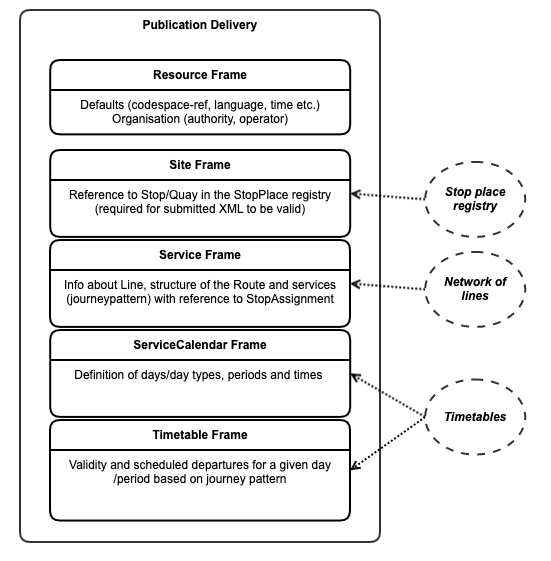 Publication Delivery
Resource Frame
Defaults (codespace-ref, language, time etc.)
Organisation (authority, operator)
Site Frame
Reference to Stop/Quay in the StopPlace registry
(required for submitted XML to be valid)
Stop place
registry
Service Frame
Info about Line, structure of the Route and services
(journeypattern) with reference to StopAssignment
Network of
lines
ServiceCalendar Frame
Definition of days/day types, periods and times
Timetables
Timetable Frame
Validity and scheduled departures for a given day
/period based on journey pattern